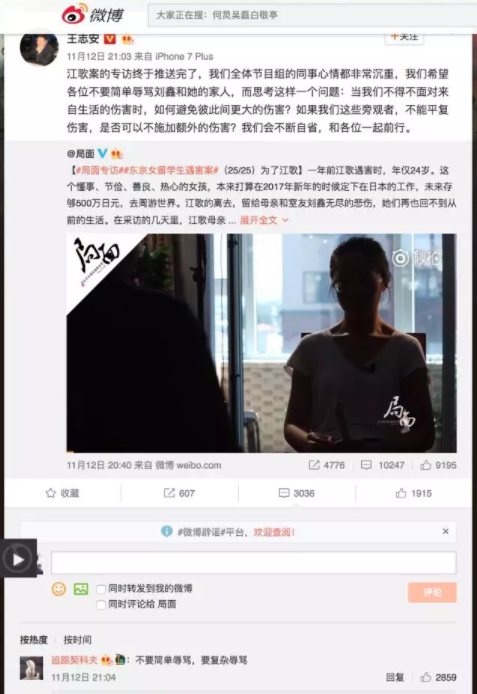 微博
大家正在搜：何炅吴磊白敬亭
王志安
+关注
11月12日 21:03 来自 iPhone 7 Plus
江歌案的专访终于推送完了，我们全体节目组的同事心情都非常沉重，我们希望
各位不要简单辱骂刘鑫和她的家人，而思考这样一个问题：当我们不得不面对来
自生活的伤害时，如何避免彼此间更大的伤害？如果我们这些旁观者，不能平复
伤害，是否可以不施加额外的伤害？我们会不断自省，和各位一起前行。
@局面
【#局面专访##东京女留学生遇害案#（25/25）为了江歌】一年前江歌遇害时，年仅24岁。这
个懂事、节俭、善良、热心的女孩，本来打算在2017年新年的时候定下在日本的工作，未来存
够500万日元，去周游世界。江歌的离去，留给母亲和室友刘鑫无尽的悲伤，她们再也回不到从
前的生活。在采访的几天里，江歌母亲 ... 展开全文
局面
秒拍
局面
11月12日 20:40 来自 微博 weibo.com
4776
10247
9195
收藏
607
3036
1915
#微博辟谣#平台，欢迎查阅！
同时转发到我的微博
同时评论给 局面
评论
按热度
按时间
追踪契科夫：不要简单辱骂，要复杂辱骂
11月12日 21:04
回复
2859